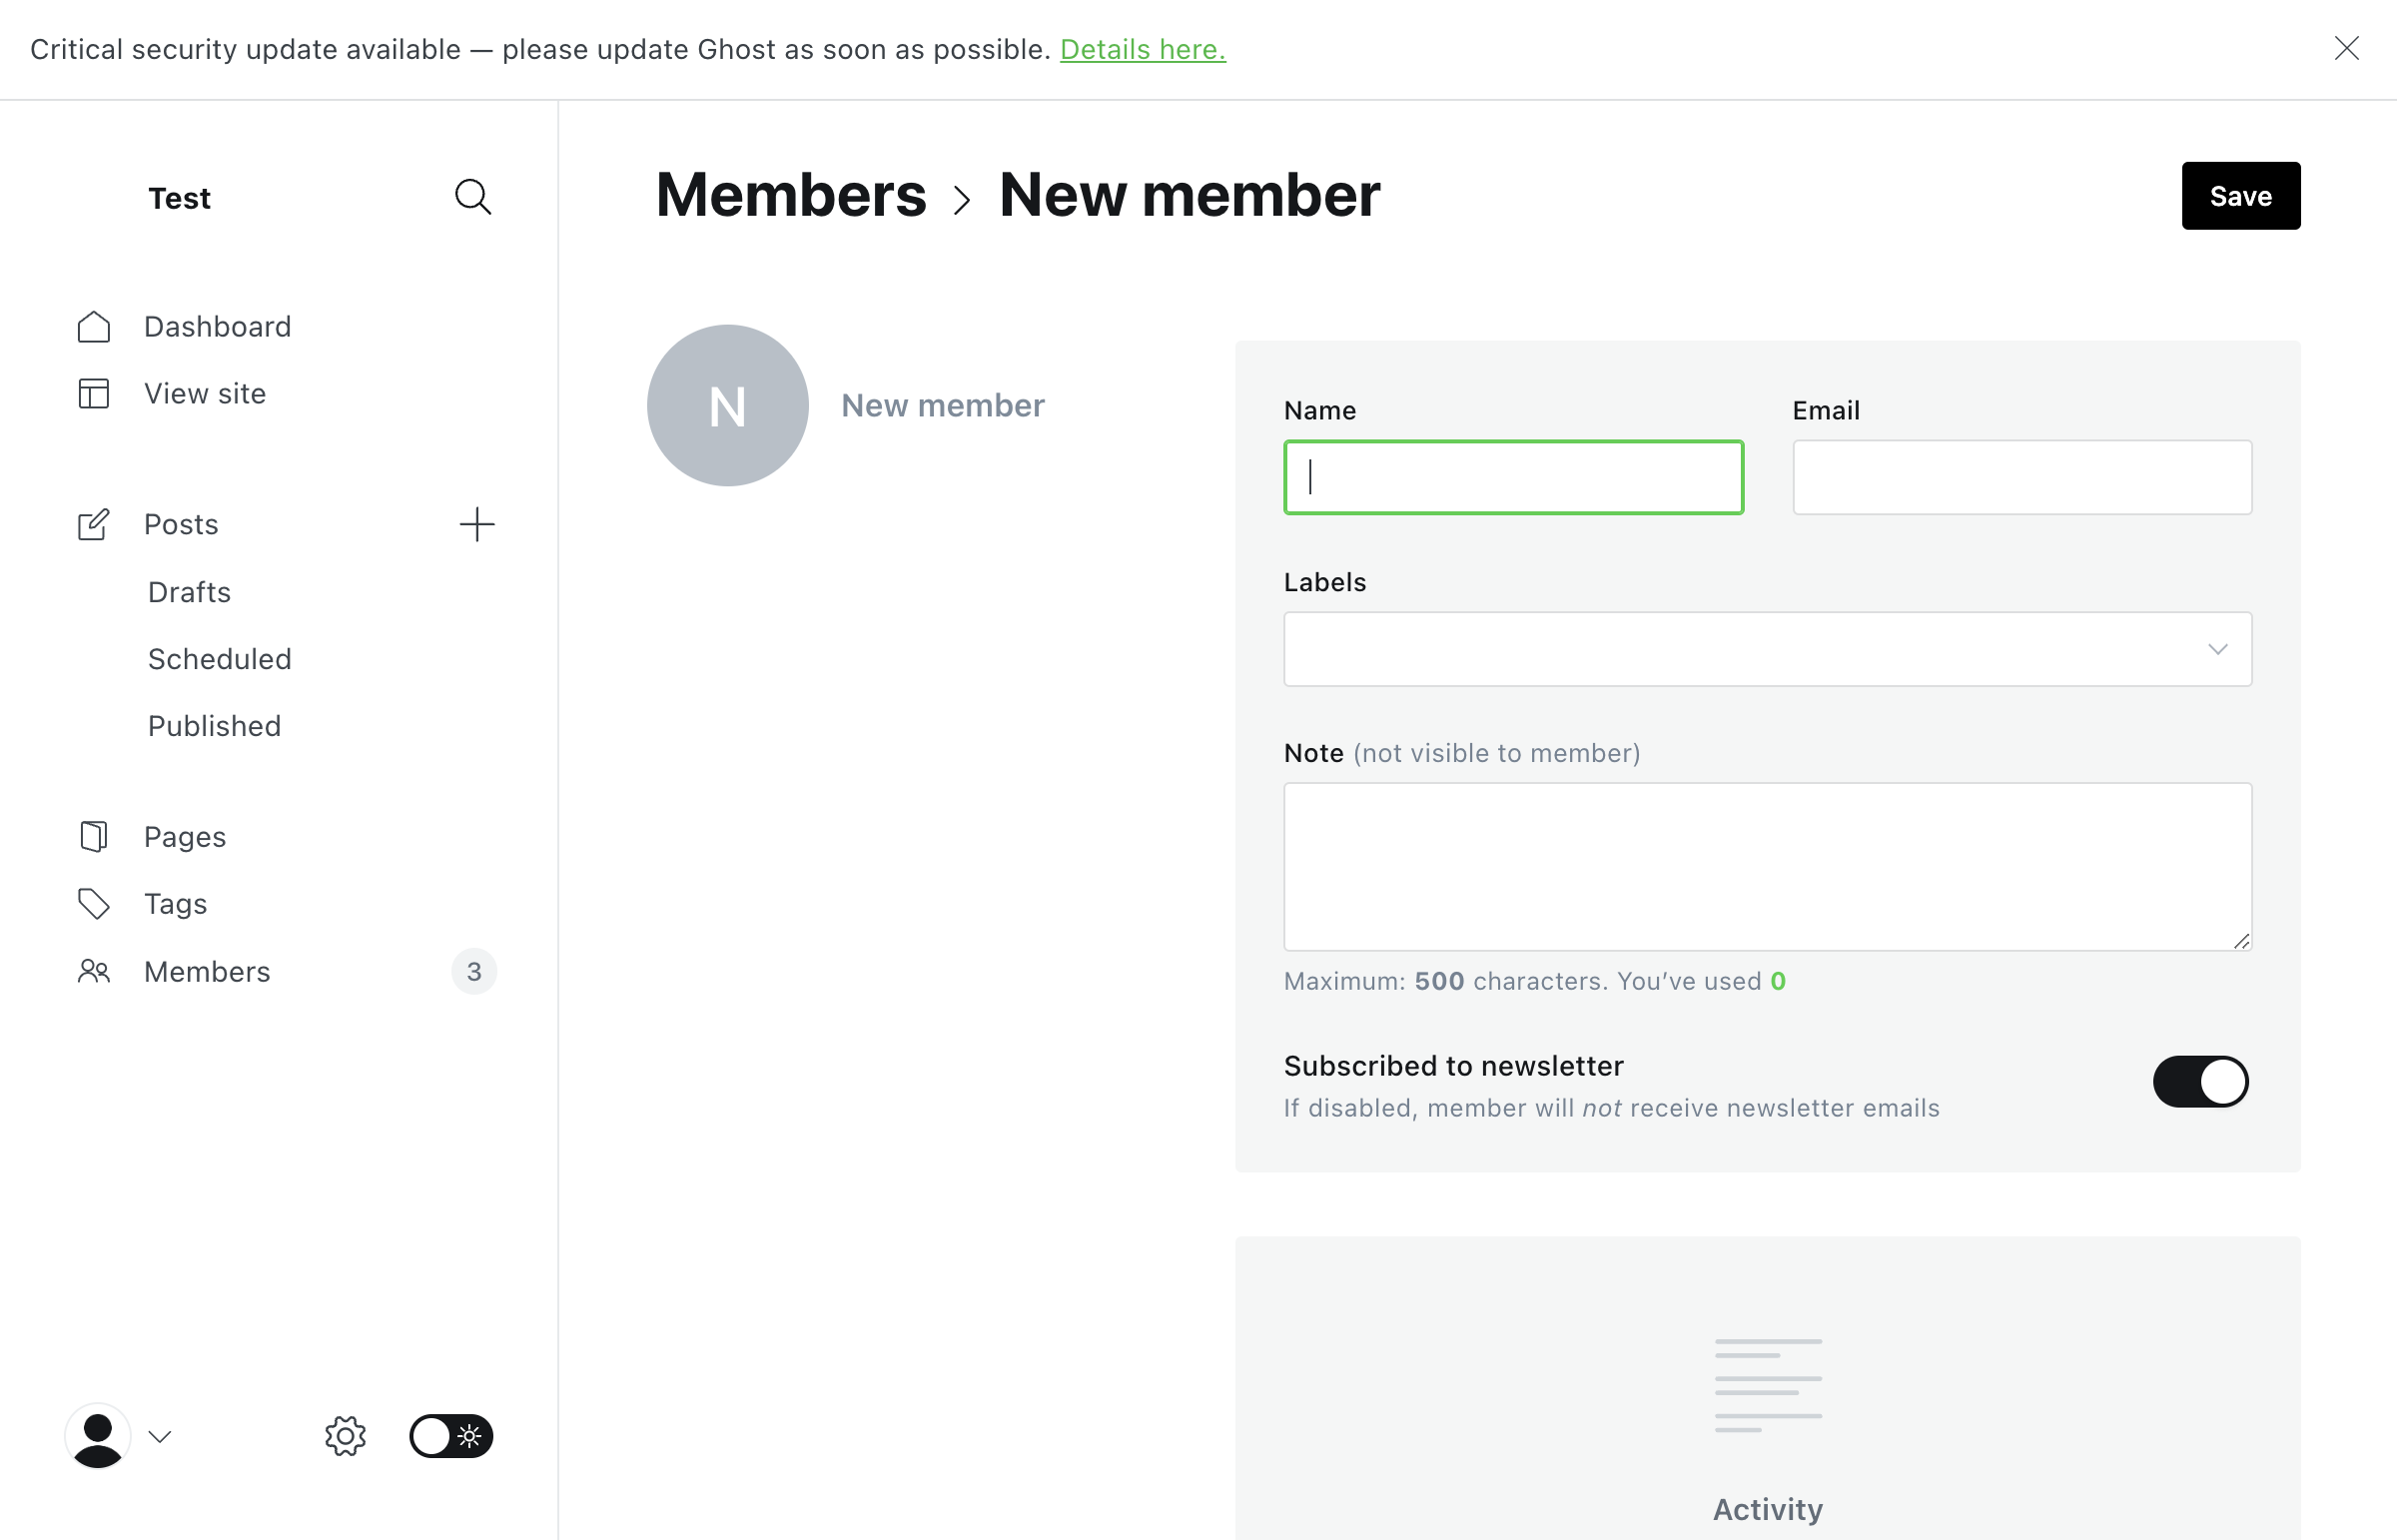 Critical security update available — please update Ghost as soon as possible. Details here.
Test
Dashboard
View site
Posts
Drafts
Scheduled
Published
Pages
Tags
Members 3
Members > New member
Save
N
New member
Name
Email
Labels
Note (not visible to member)
Maximum: 500 characters. You’ve used 0
Subscribed to newsletter
If disabled, member will not receive newsletter emails
Activity